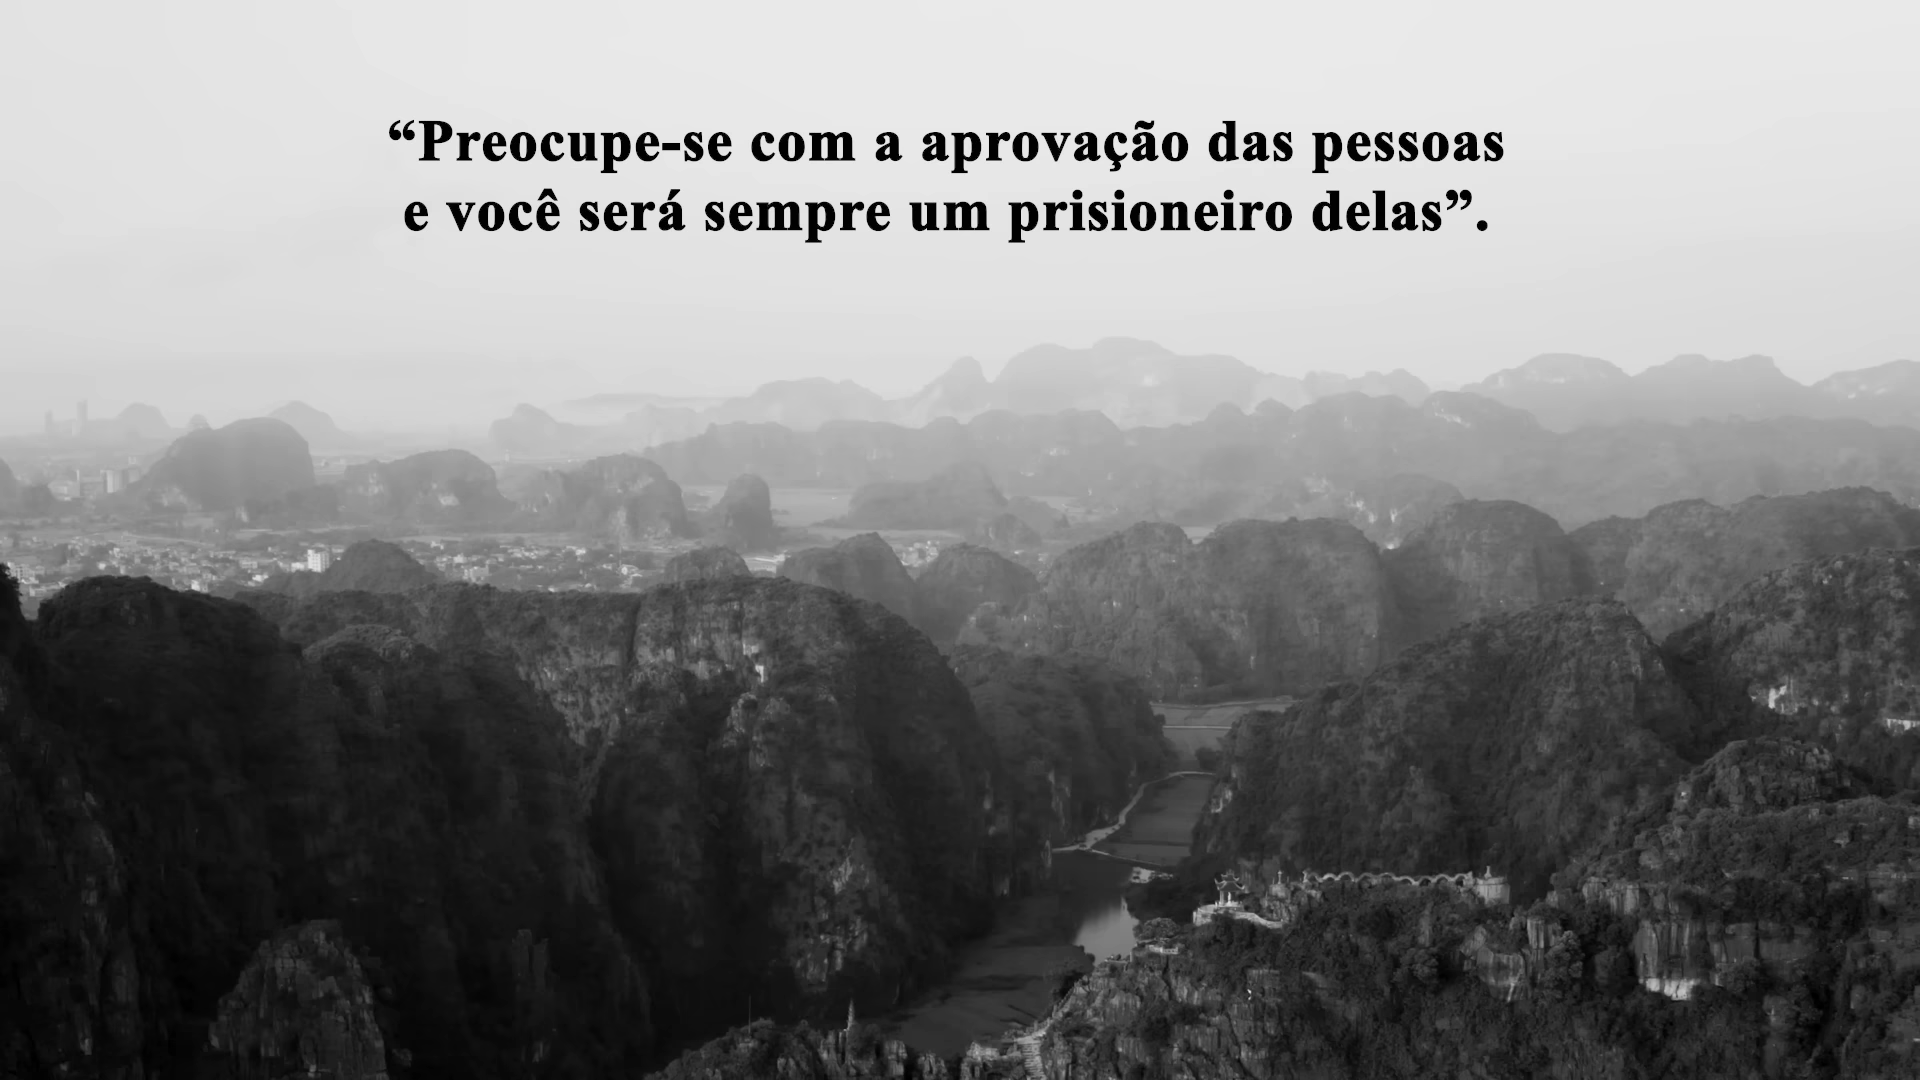 “Preocupe-se com a aprovação das pessoas
e você será sempre um prisioneiro delas”.